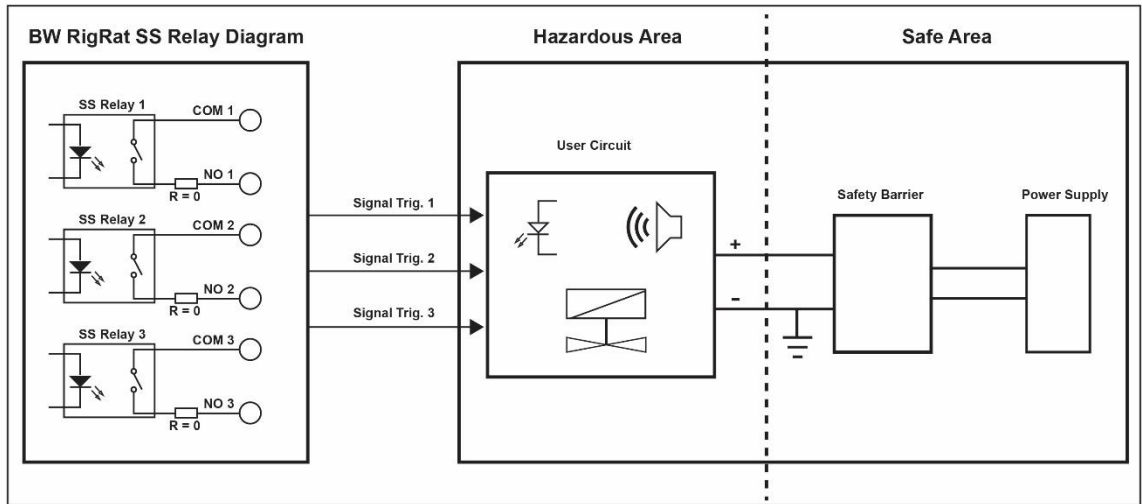 BW RigRat SS Relay Diagram
SS Relay 1
COM 1
NO 1
R = 0
SS Relay 2
COM 2
NO 2
R = 0
SS Relay 3
COM 3
NO 3
R = 0
Signal Trig. 1
Signal Trig. 2
Signal Trig. 3
Hazardous Area
User Circuit
+
-
Safe Area
Safety Barrier
Power Supply